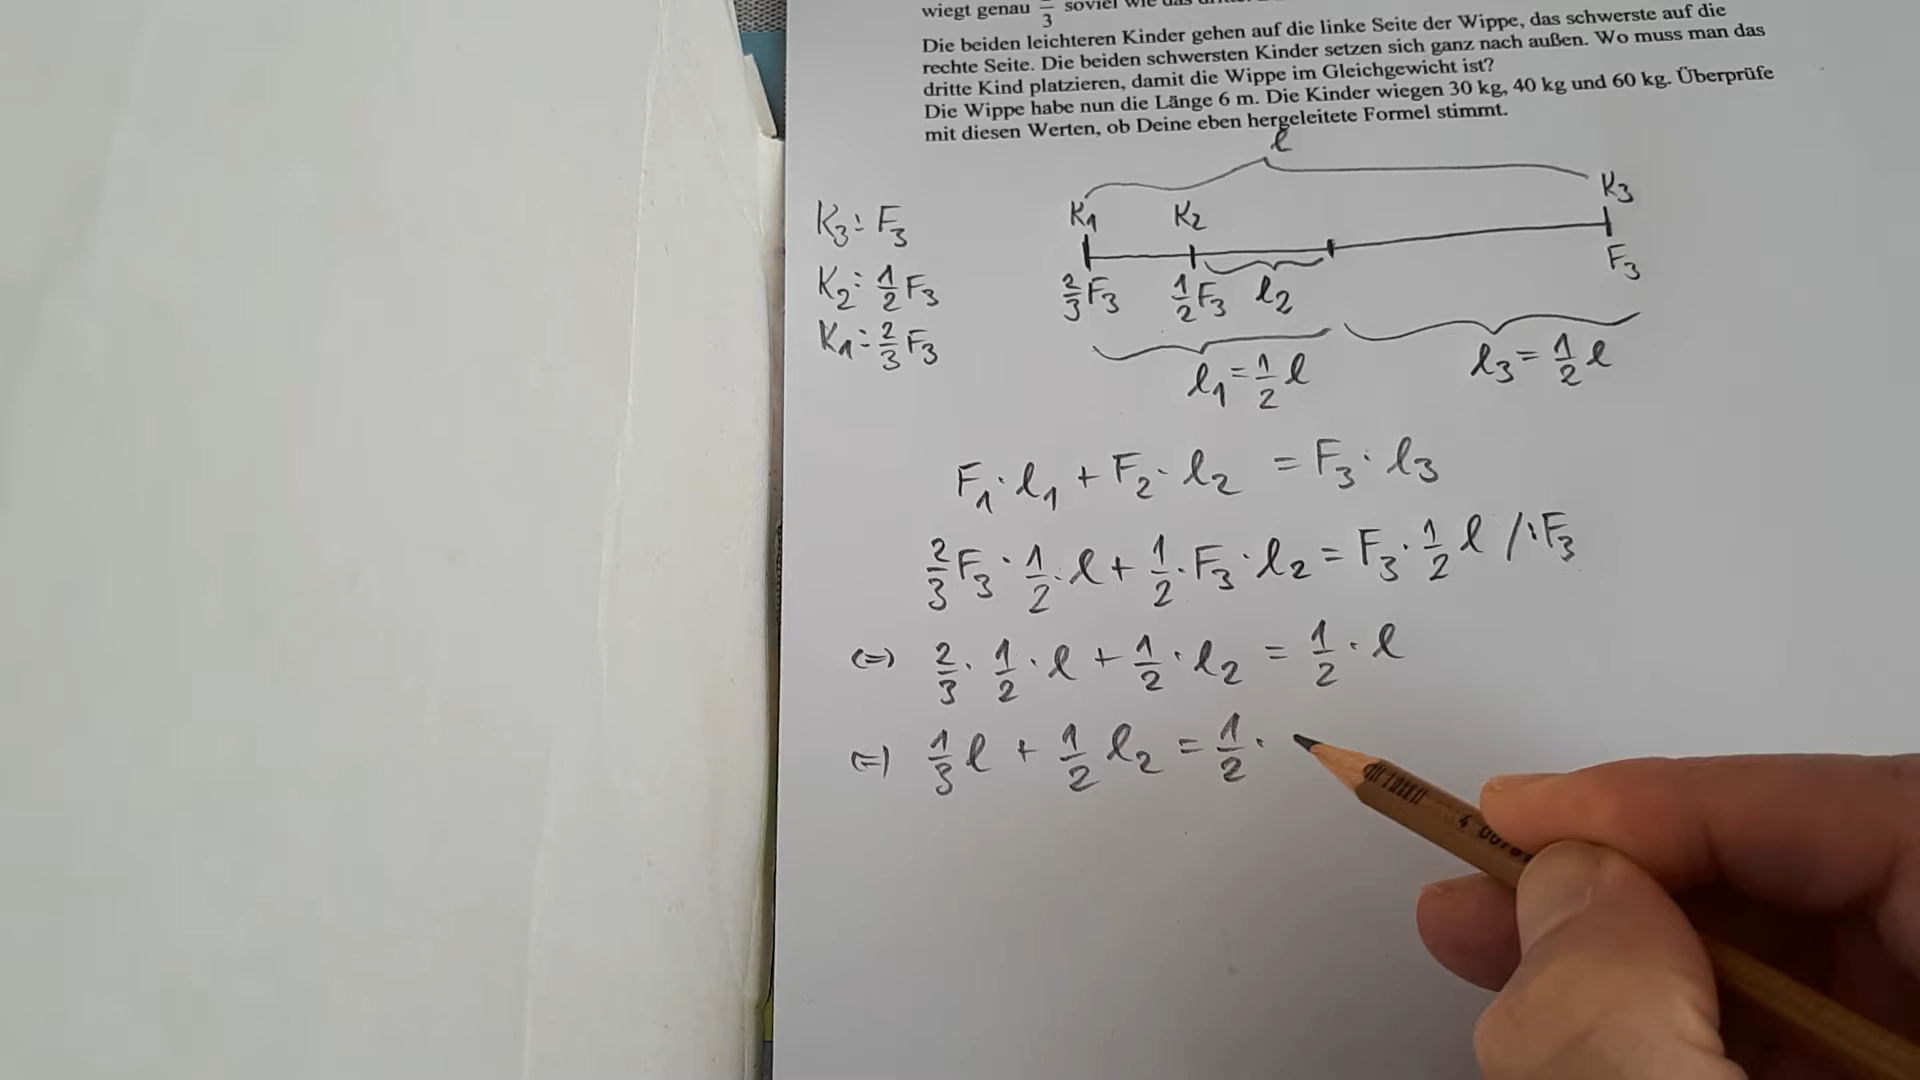 wiegt genau 3 soviel wie das
Die beiden leichteren Kinder gehen auf die linke Seite der Wippe, das schwerste auf die
rechte Seite. Die beiden schwersten Kinder setzen sich ganz nach außen. Wo muss man das
dritte Kind platzieren, damit die Wippe im Gleichgewicht ist?
Die Wippe habe nun die Länge 6 m. Die Kinder wiegen 30 kg, 40 kg und 60 kg. Überprüfe
mit diesen Werten, ob Deine eben hergeleitete Formel stimmt.
l
K3: F3
K2: 1/2 F3
K1: 2/3 F3
K1 K2 K3
2/3 F3 1/2 F3 l2 F3
l1 = 1/2 l l3 = 1/2 l
F1 · l1 + F2 · l2 = F3 · l3
2/3 F3 · 1/2 · l + 1/2 · F3 · l2 = F3 · 1/2 l /:F3
(=) 2/3 · 1/2 · l + 1/2 · l2 = 1/2 · l
(=) 1/3 l + 1/2 l2 = 1/2 ·